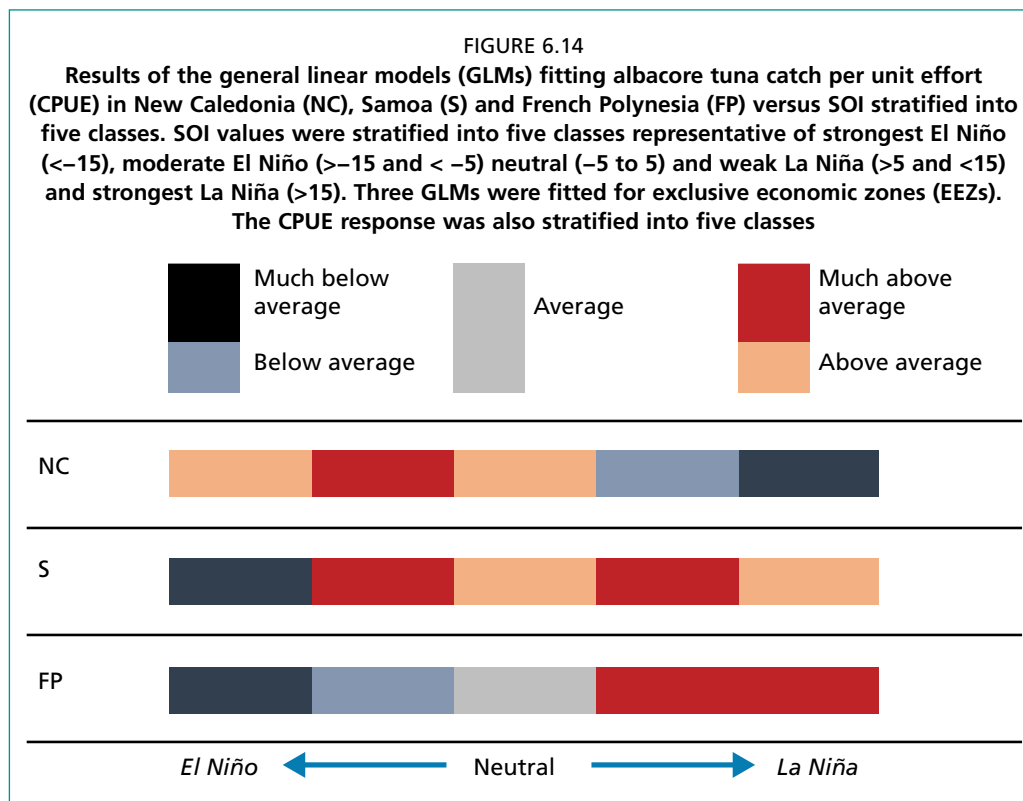 FIGURE 6.14
Results of the general linear models (GLMs) fitting albacore tuna catch per unit effort
(CPUE) in New Caledonia (NC), Samoa (S) and French Polynesia (FP) versus SOI stratified into
five classes. SOI values were stratified into five classes representative of strongest El Niño
(<–15), moderate El Niño (>–15 and < –5) neutral (–5 to 5) and weak La Niña (>5 and <15)
and strongest La Niña (>15). Three GLMs were fitted for exclusive economic zones (EEZs).
The CPUE response was also stratified into five classes
Much below
average
Below average
Average
Much above
average
Above average
NC
S
FP
El Niño Neutral La Niña